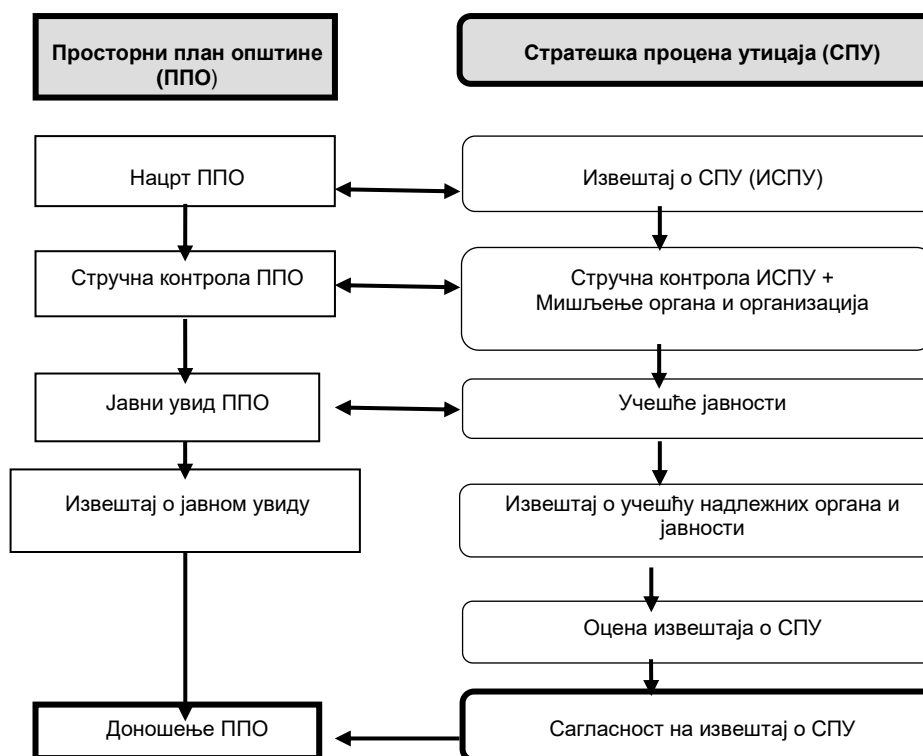 Просторни план општине
(ППО)
Стратешка процена утицаја (СПУ)
Нацрт ППО
Извештај о СПУ (ИСПУ)
Стручна контрола ППО
Стручна контрола ИСПУ +
Мишљење органа и организација
Јавни увид ППО
Учешће јавности
Извештај о јавном увиду
Извештај о учешћу надлежних органа и
јавности
Оцена извештаја о СПУ
Доношење ППО
Сагласност на извештај о СПУ